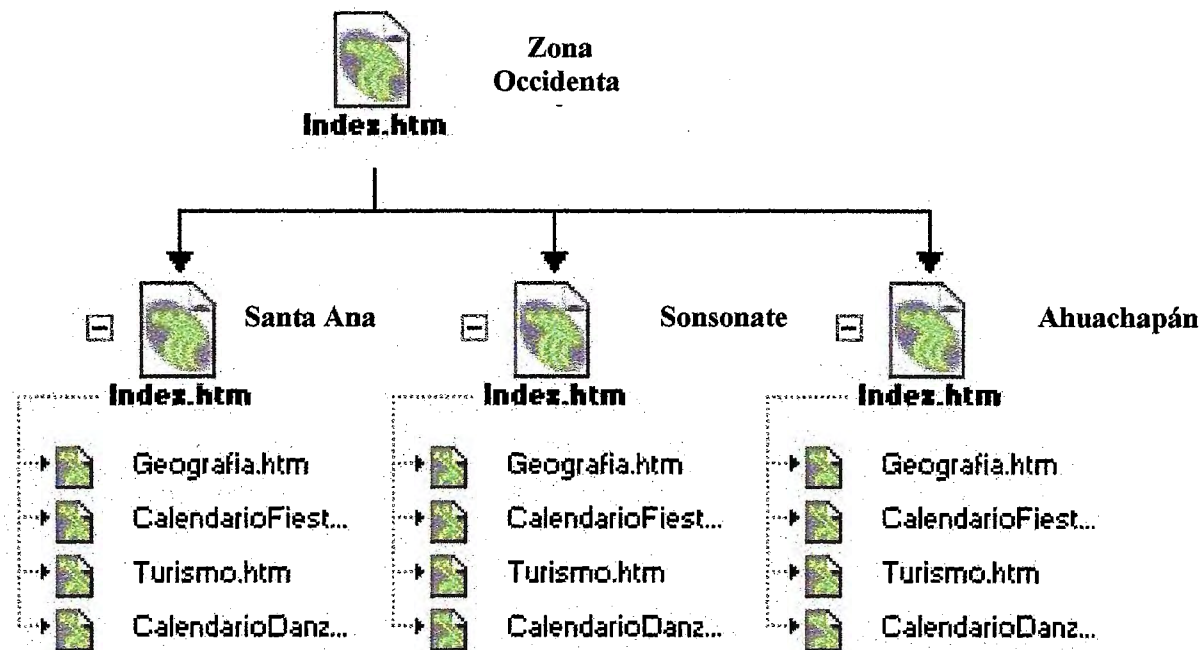 Zona
Occidenta
Index.htm
Santa Ana
Index.htm
Geografia.htm
CalendarioFiest...
Turismo.htm
CalendarioDanz...
Sonsonate
Index.htm
Geografia.htm
CalendarioFiest...
Turismo.htm
CalendarioDanz...
Ahuachapán
Index.htm
Geografia.htm
CalendarioFiest...
Turismo.htm
CalendarioDanz...